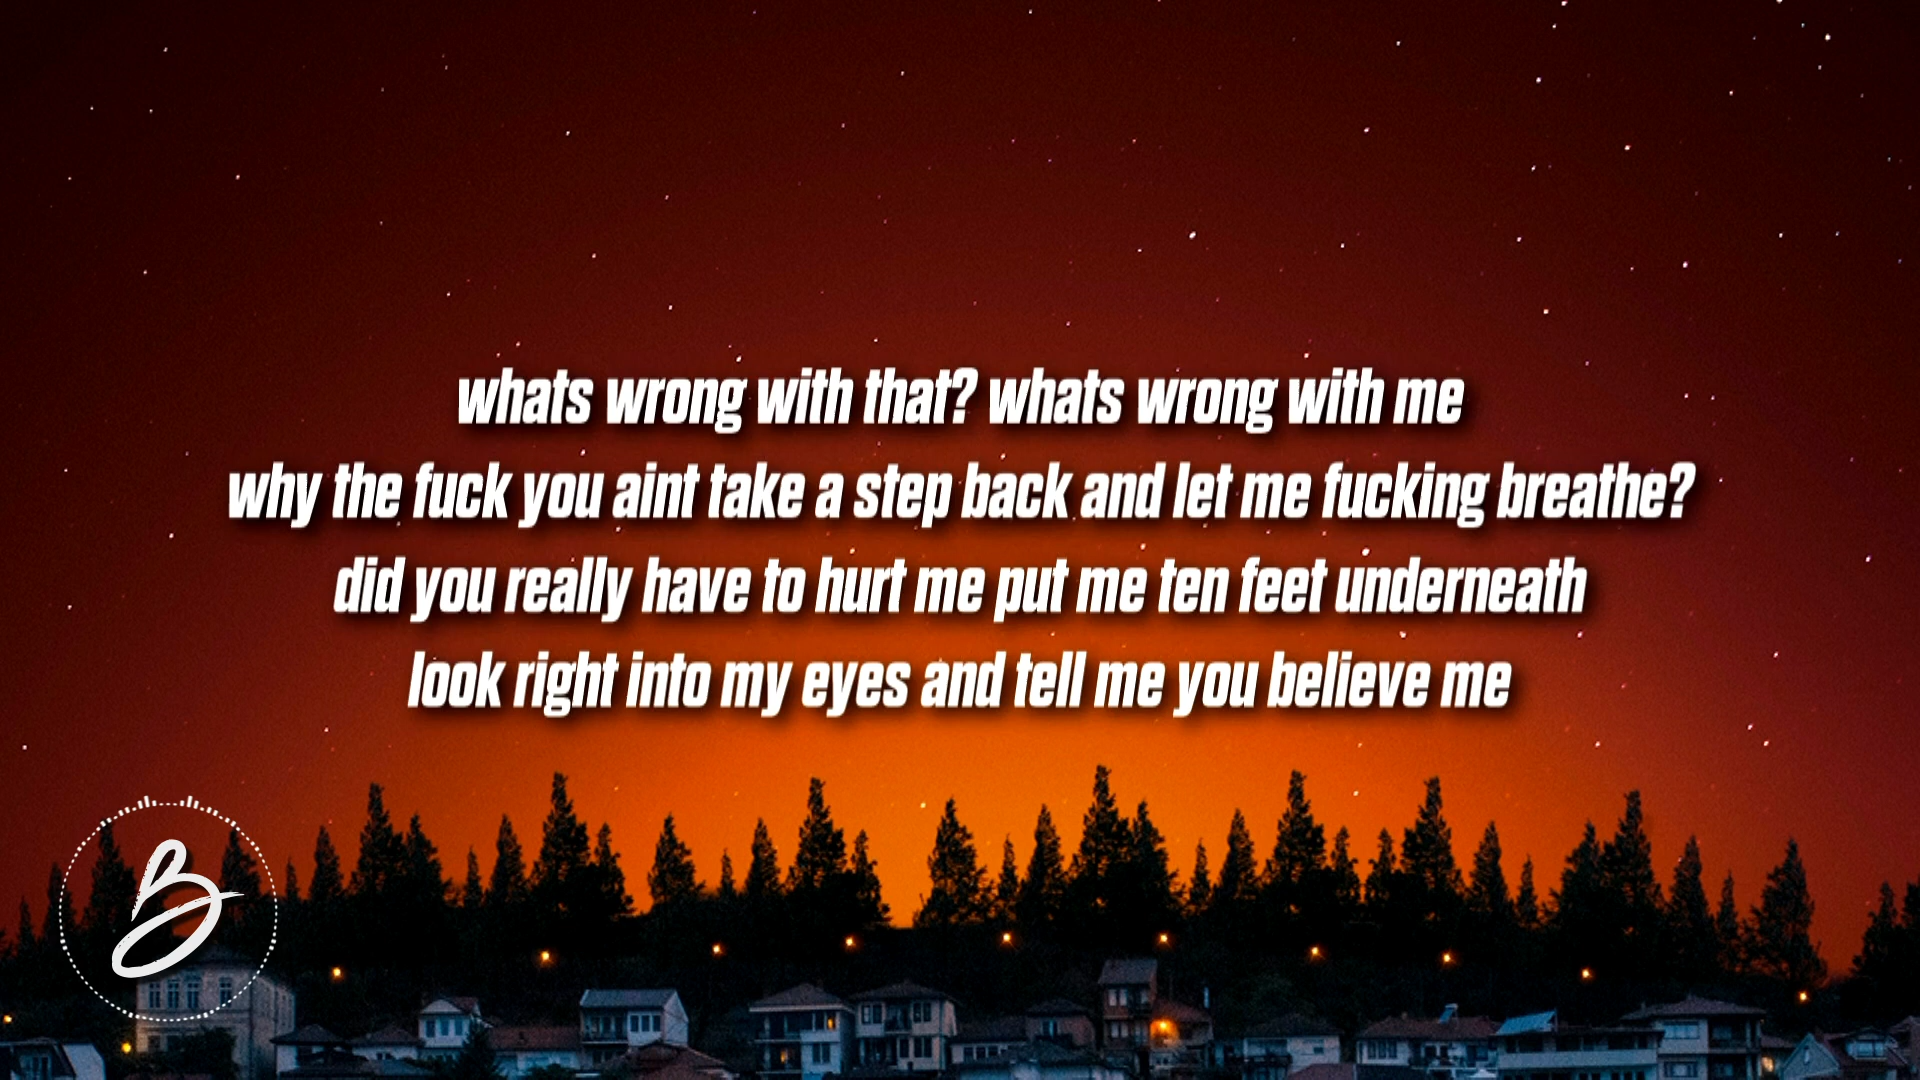 whats wrong with that? whats wrong with me
why the fuck you aint take a step back and let me fucking breathe?
did you really have to hurt me put me ten feet underneath
look right into my eyes and tell me you believe me
B